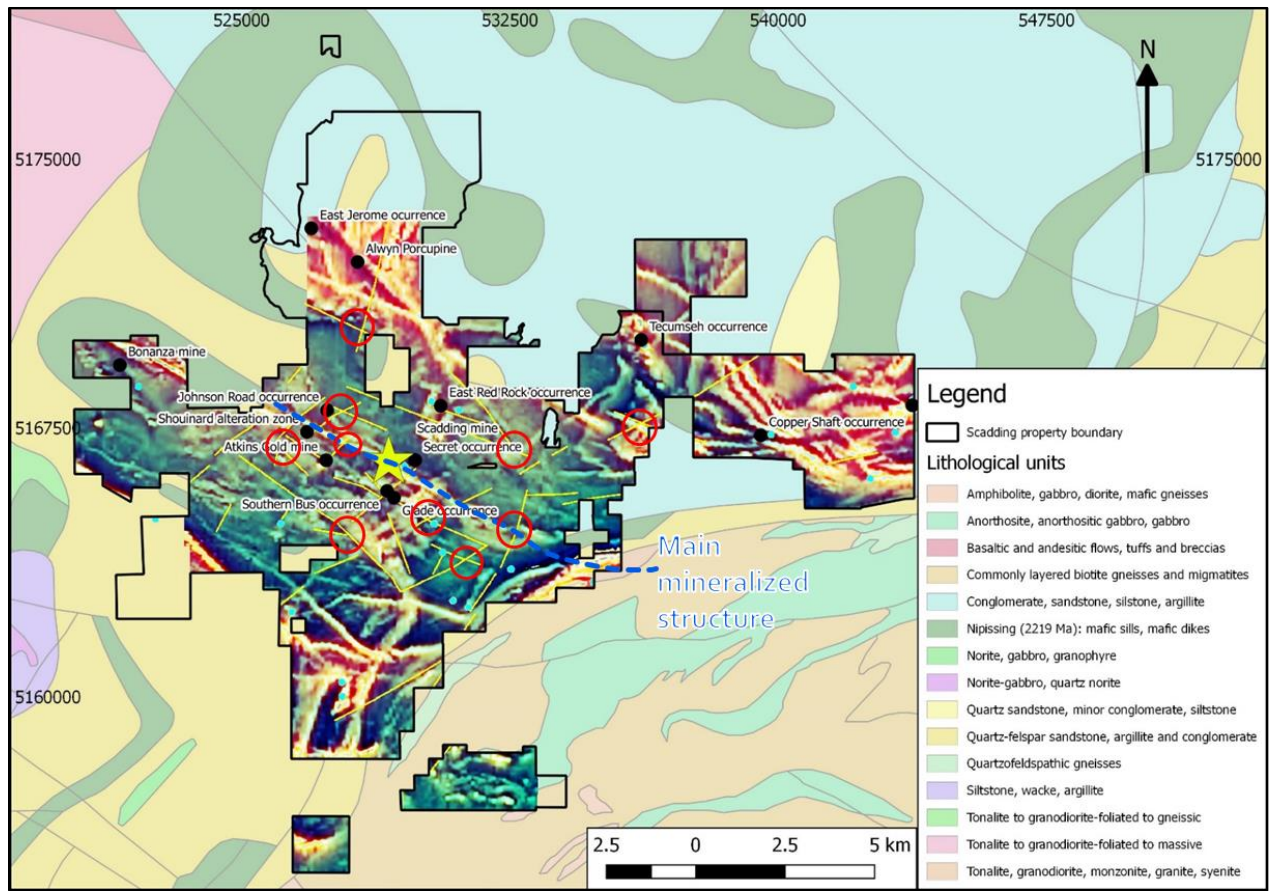 525000
532500
540000
547500
N
5175000
5175000
East Jerome ocurrence
Alwyn Porcupine
Tecumseh occurrence
Bonanza mine
Johnson Road occurrence
East Red Rock occurrence
Shouinard alteration zone
Scadding mine
Copper Shaft occurrence
5167500
Atkins Gold mine
Secret occurrence
Southern Bus occurrence
Glade occurrence
Main
mineralized
structure
5160000
Legend
Scadding property boundary
Lithological units
Amphibolite, gabbro, diorite, mafic gneisses
Anorthosite, anorthositic gabbro, gabbro
Basaltic and andesitic flows, tuffs and breccias
Commonly layered biotite gneisses and migmatites
Conglomerate, sandstone, silstone, argillite
Nipissing (2219 Ma): mafic sills, mafic dikes
Norite, gabbro, granophyre
Norite-gabbro, quartz norite
Quartz sandstone, minor conglomerate, siltstone
Quartz-felspar sandstone, argillite and conglomerate
Quartzofeldspathic gneisses
Siltstone, wacke, argillite
Tonalite to granodiorite-foliated to gneissic
Tonalite to granodiorite-foliated to massive
Tonalite, granodiorite, monzonite, granite, syenite
2.5 0 2.5 5 km